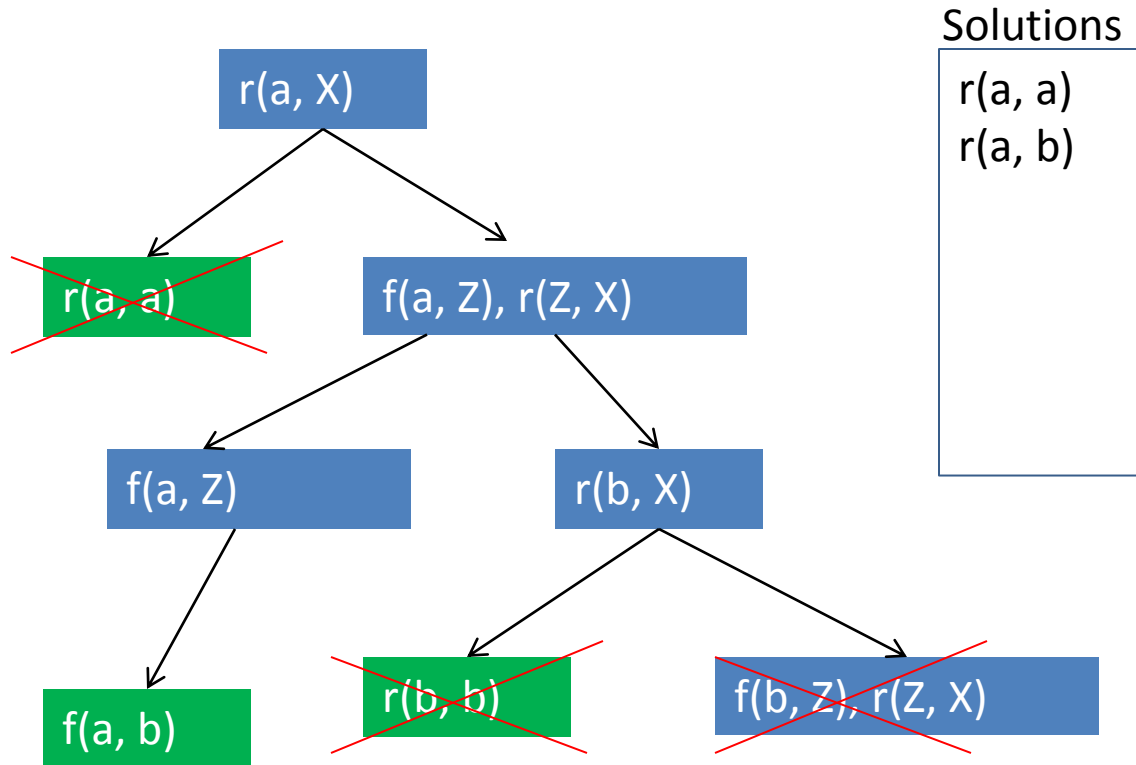 Solutions
r(a, X)
r(a, a)
r(a, b)
r(a, a)
f(a, Z), r(Z, X)
f(a, Z)
r(b, X)
f(a, b)
r(b, b)
f(b, Z), r(Z, X)